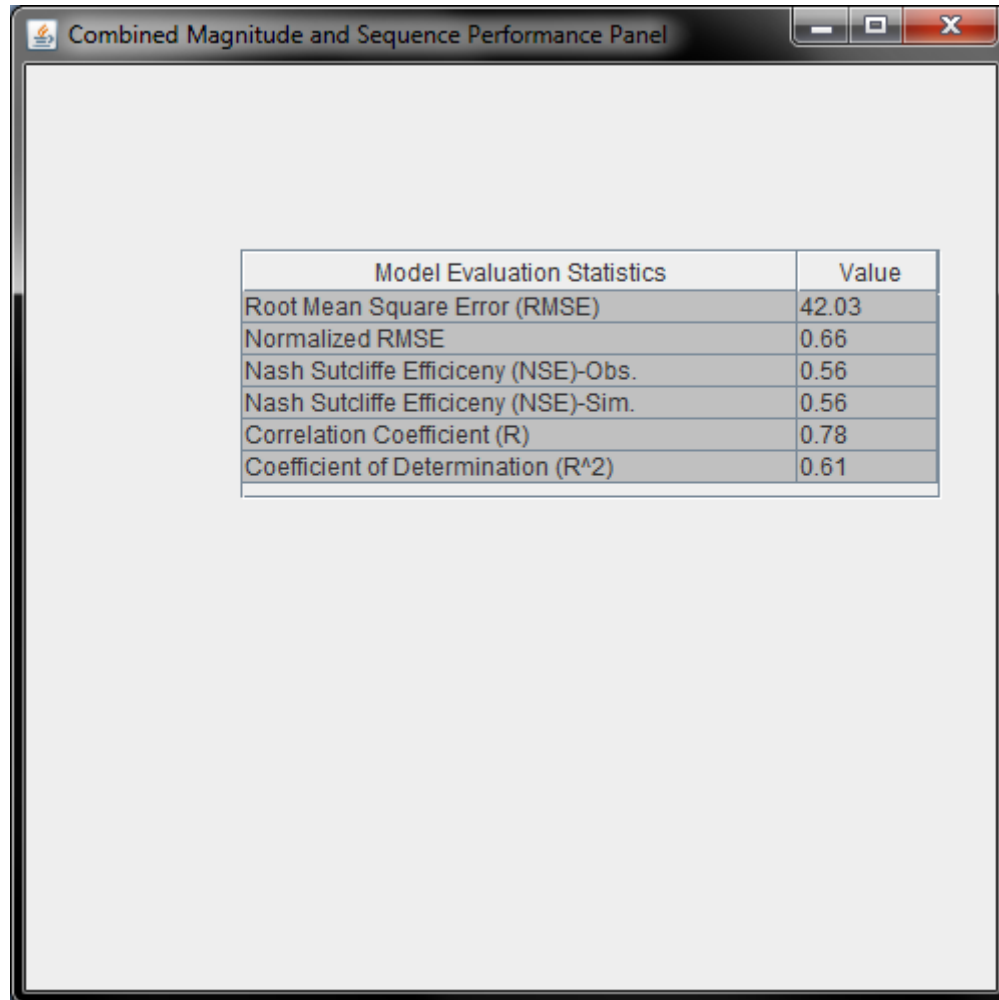 Combined Magnitude and Sequence Performance Panel
Model Evaluation Statistics Value
Root Mean Square Error (RMSE) 42.03
Normalized RMSE 0.66
Nash Sutcliffe Efficiceny (NSE)-Obs. 0.56
Nash Sutcliffe Efficiceny (NSE)-Sim. 0.56
Correlation Coefficient (R) 0.78
Coefficient of Determination (R^2) 0.61